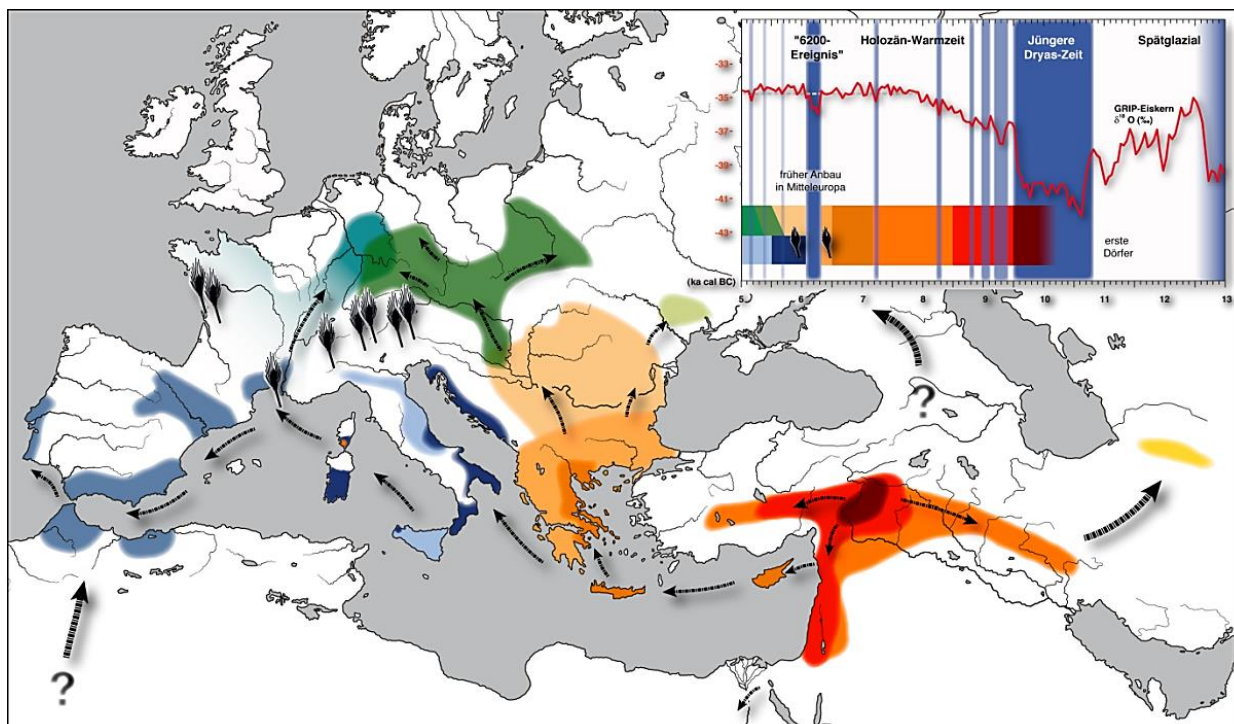 "6200-
Ereignis"
Holozän-Warmzeit
Jüngere
Dryas-Zeit
Spätglazial
-33
-35
-37
-39
-41
-43
GRIP-Eiskern
δ¹⁸ O (‰)
früher Anbau
in Mitteleuropa
erste
Dörfer
(ka cal BC)
5 6 7 8 9 10 11 12 13
?
?